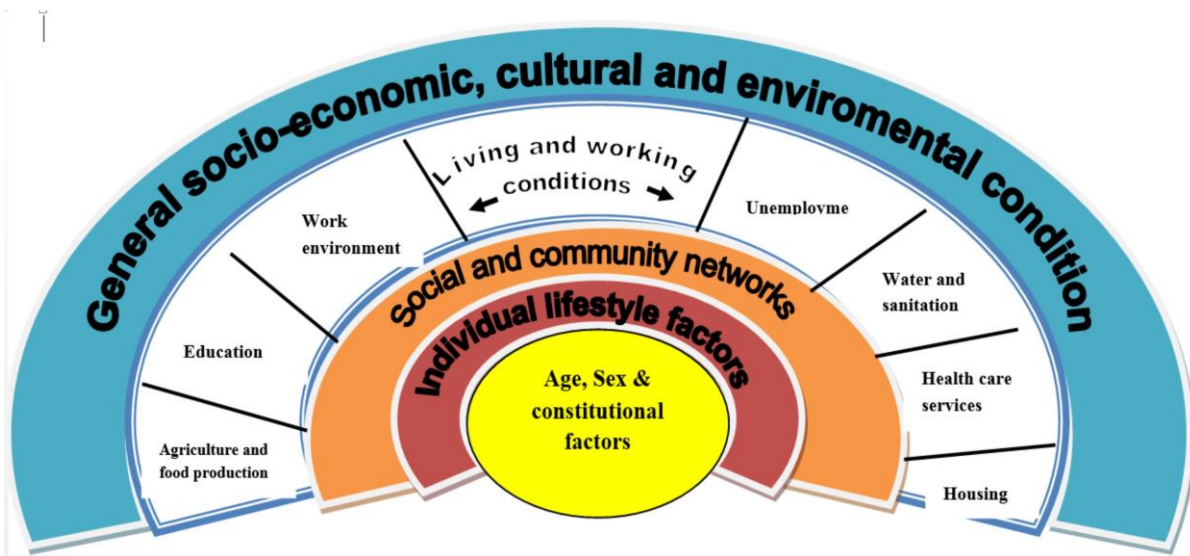 General socio-economic, cultural and enviromental condition
Living and working
conditions
Work
environment
Unemployme
Education
Water and
sanitation
Agriculture and
food production
Health care
services
Housing
Social and community networks
Individual lifestyle factors
Age, Sex &
constitutional
factors